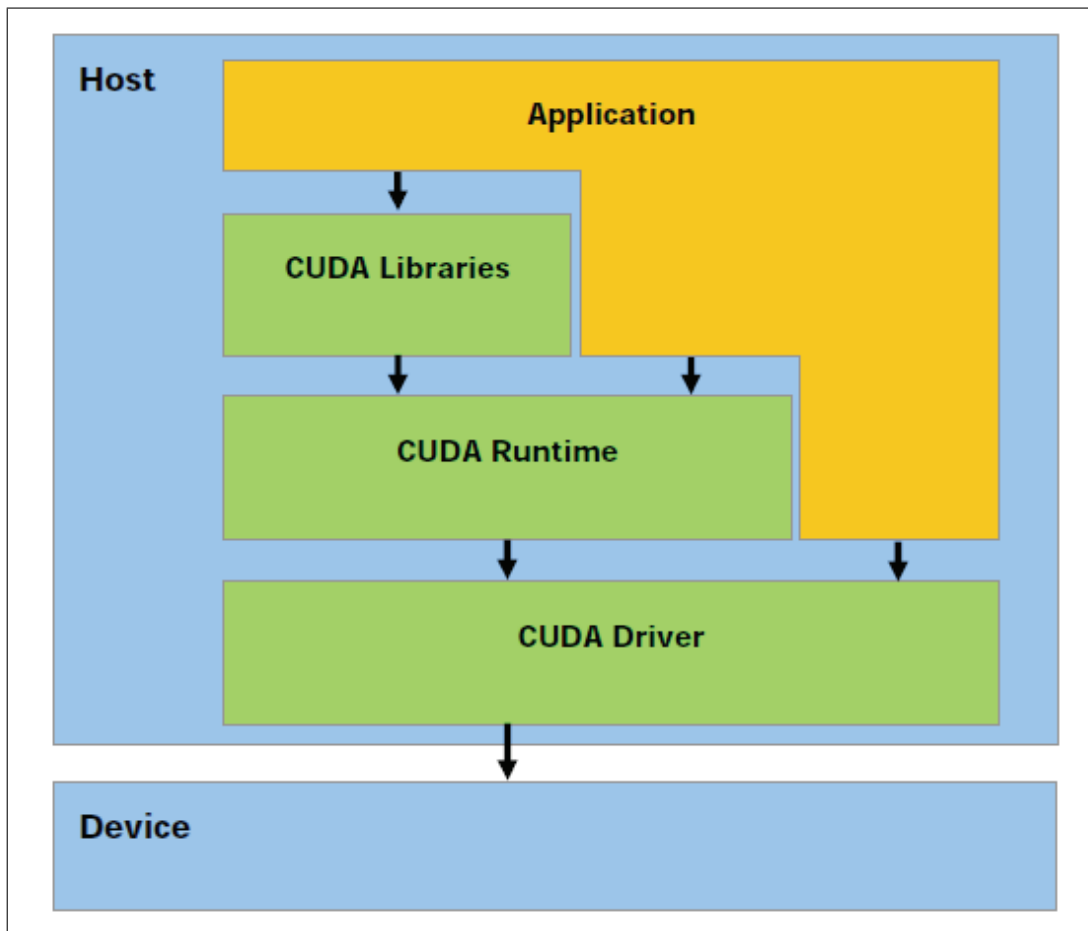 Host
Application
CUDA Libraries
CUDA Runtime
CUDA Driver
Device